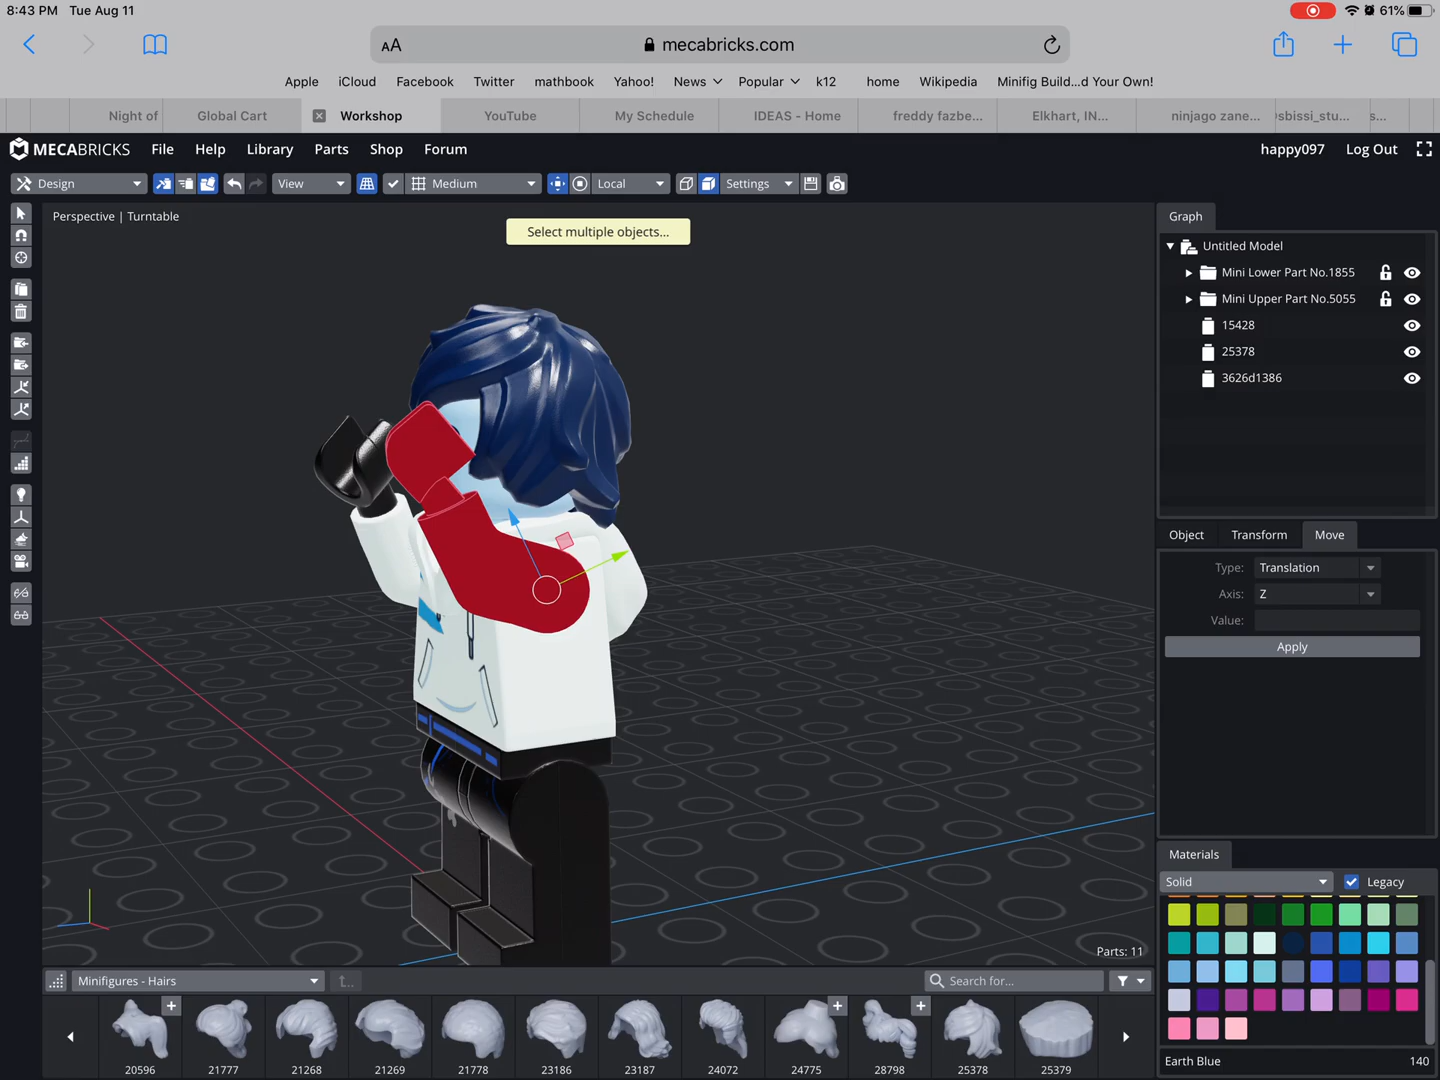 8:43 PM Tue Aug 11 61%
AA mecabricks.com
Apple iCloud Facebook Twitter mathbook Yahoo! News Popular k12 home Wikipedia Minifig Build...d Your Own!
Night of Global Cart Workshop YouTube My Schedule IDEAS - Home freddy fazbe... Elkhart, IN... ninjago zane... sbissi_stu... s...
MECABRICKS File Help Library Parts Shop Forum happy097 Log Out
Design View Medium Local Settings
Perspective | Turntable
Select multiple objects...
Graph
Untitled Model
Mini Lower Part No.1855
Mini Upper Part No.5055
15428
25378
3626d1386
Object Transform Move
Type: Translation
Axis: Z
Value:
Apply
Materials
Solid Legacy
Earth Blue 140
Parts: 11
Minifigures - Hairs Search for...
20596 21777 21268 21269 21778 23186 23187 24072 24775 28798 25378 25379